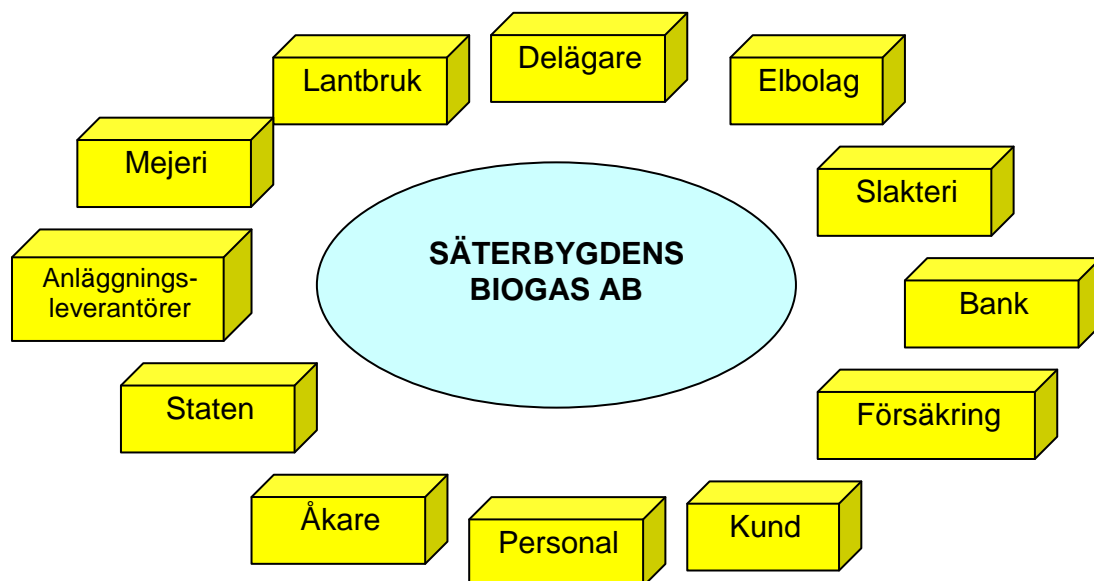 Delägare
Lantbruk
Elbolag
Mejeri
Slakteri
SÄTERBYGDENS
BIOGAS AB
Anläggnings-
leverantörer
Bank
Staten
Försäkring
Åkare
Personal
Kund